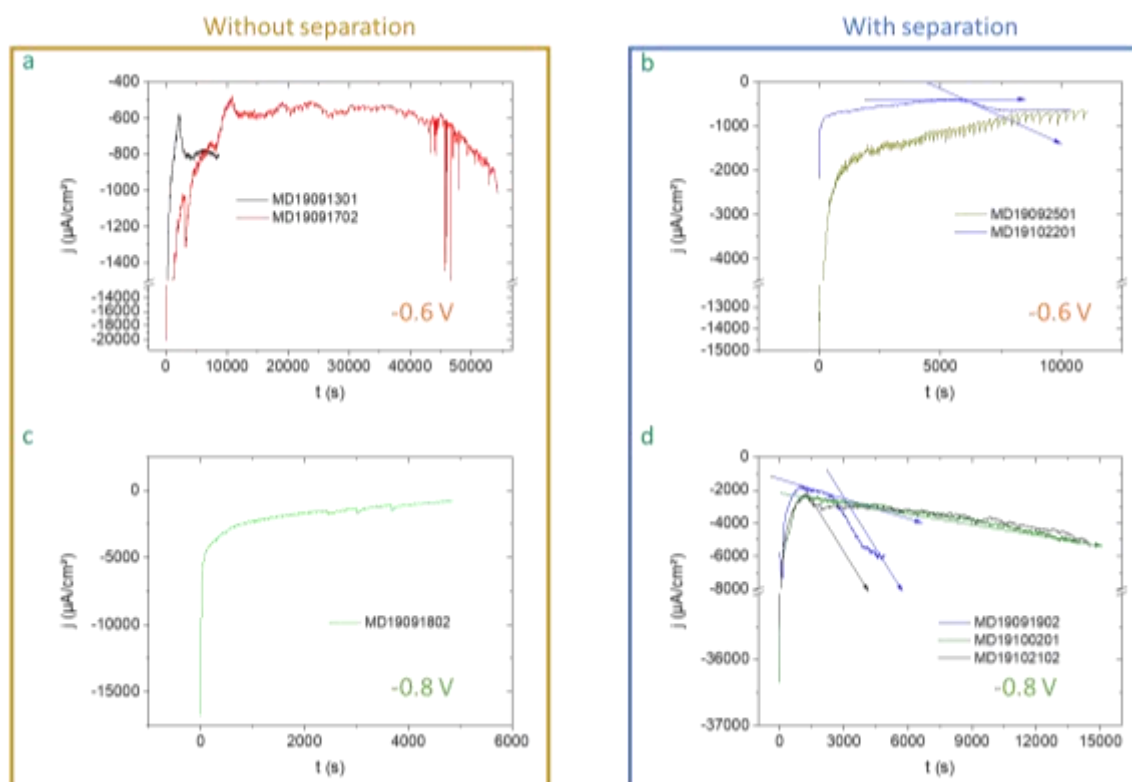 Without separation
With separation
a
-400
-600
-800
-1000
-1200
-1400
-14000
-16000
-18000
-20000
j (µA/cm²)
MD19091301
MD19091702
-0.6 V
0
10000
20000
30000
40000
50000
t (s)
b
0
-1000
-2000
-3000
-4000
-13000
-14000
-15000
j (µA/cm²)
MD19092501
MD19102201
-0.6 V
0
5000
10000
t (s)
c
0
-5000
-10000
-15000
j (µA/cm²)
MD19091802
-0.8 V
0
2000
4000
6000
t (s)
d
0
-2000
-4000
-6000
-8000
-36000
-37000
j (µA/cm²)
MD19091902
MD19100201
MD19102102
-0.8 V
0
3000
6000
9000
12000
15000
t (s)